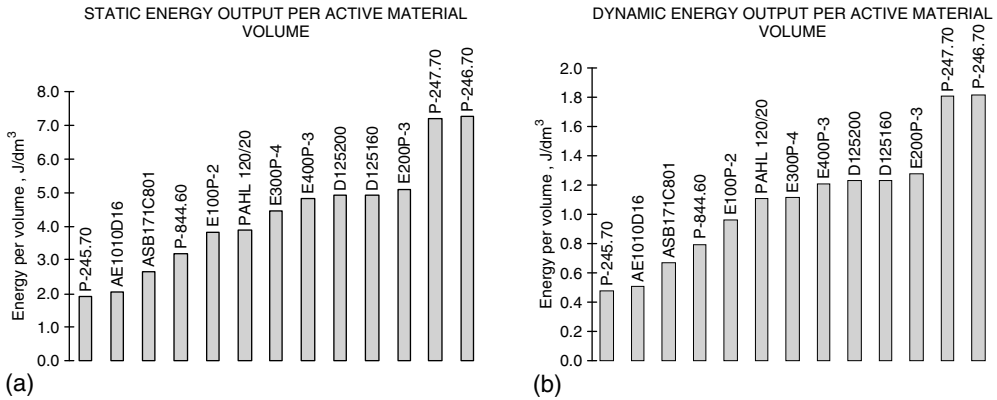 STATIC ENERGY OUTPUT PER ACTIVE MATERIAL
VOLUME
Energy per volume , J/dm³
8.0
7.0
6.0
5.0
4.0
3.0
2.0
1.0
0.0
P-245.70
AE1010D16
ASB171C801
P-844.60
E100P-2
PAHL 120/20
E300P-4
E400P-3
D125200
D125160
E200P-3
P-247.70
P-246.70
(a)
DYNAMIC ENERGY OUTPUT PER ACTIVE MATERIAL
VOLUME
Energy per volume , J/dm³
2.0
1.8
1.6
1.4
1.2
1.0
0.8
0.6
0.4
0.2
0.0
P-245.70
AE1010D16
ASB171C801
P-844.60
E100P-2
PAHL 120/20
E300P-4
E400P-3
D125200
D125160
E200P-3
P-247.70
P-246.70
(b)